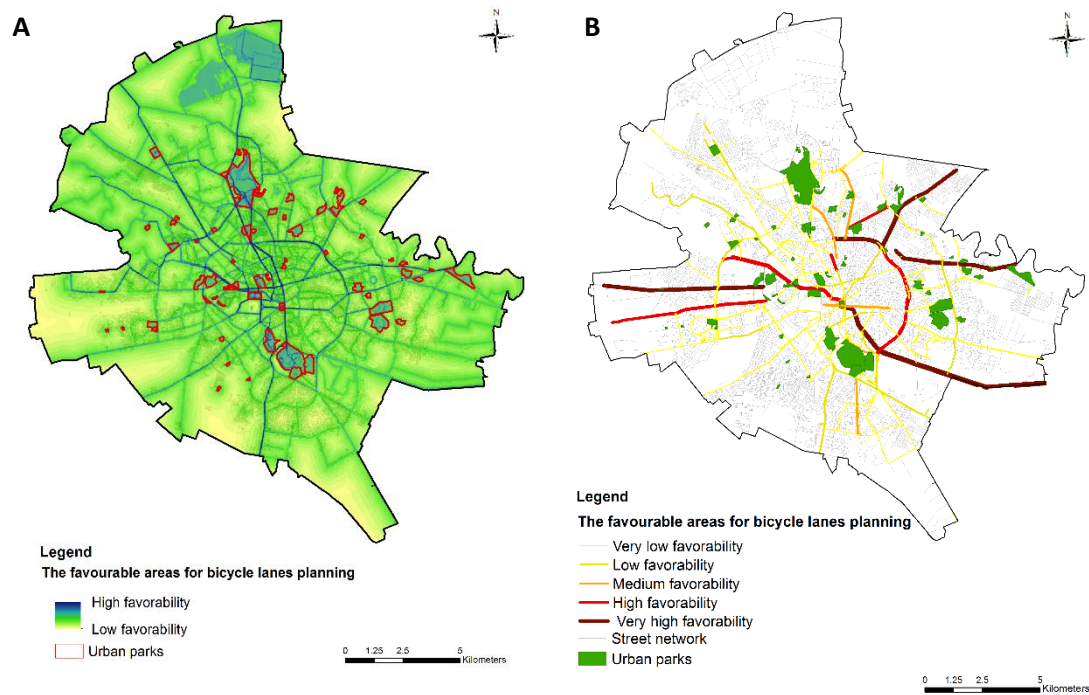 A
N
Legend
The favourable areas for bicycle lanes planning
High favorability
Low favorability
Urban parks
0 1.25 2.5 5
Kilometers
B
N
Legend
The favourable areas for bicycle lanes planning
Very low favorability
Low favorability
Medium favorability
High favorability
Very high favorability
Street network
Urban parks
0 1.25 2.5 5
Kilometers